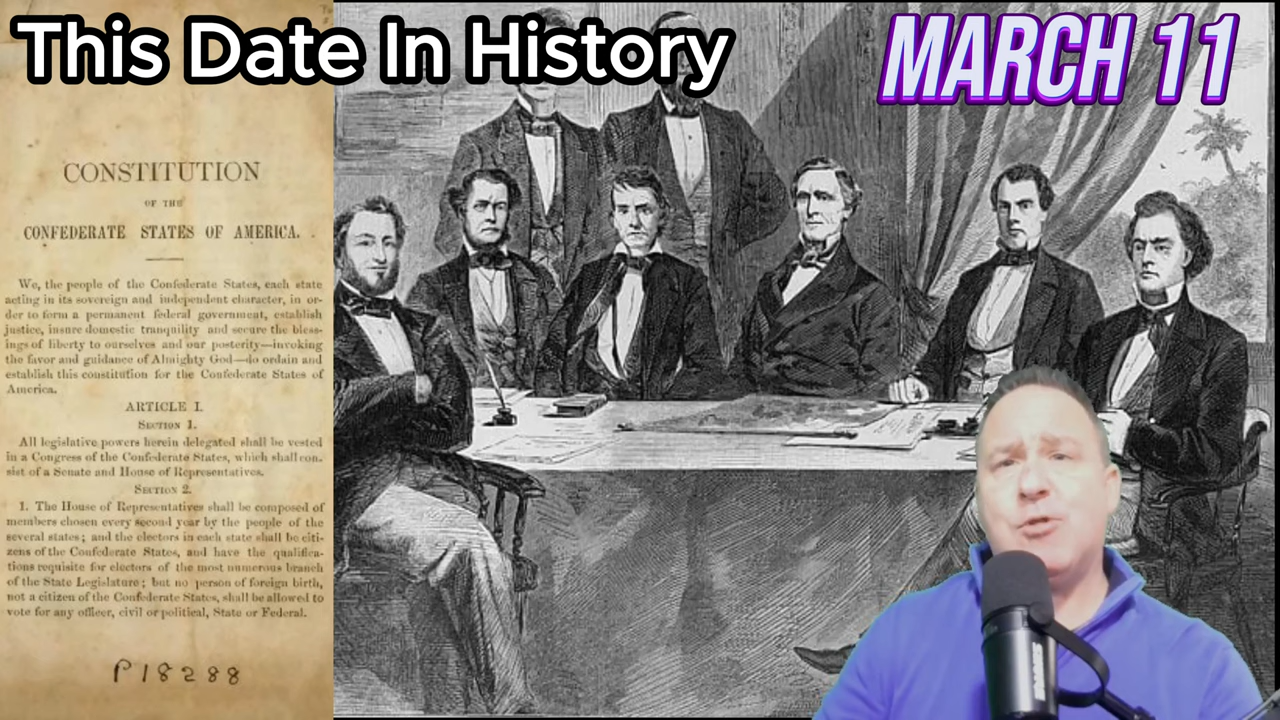 This Date In History
MARCH 11
CONSTITUTION
OF THE
CONFEDERATE STATES OF AMERICA.
We, the people of the Confederate States, each state
acting in its sovereign and independent character, in or-
der to form a permanent federal government, establish
justice, insure domestic tranquility and secure the bless-
ings of liberty to ourselves and our posterity—invoking
the favor and guidance of Almighty God—do ordain and
establish this constitution for the Confederate States of
America.
ARTICLE I.
SECTION 1.
All legislative powers herein delegated shall be vested
in a Congress of the Confederate States, which shall con-
sist of a Senate and House of Representatives.
SECTION 2.
1. The House of Representatives shall be composed of
members chosen every second year by the people of the
several states; and the electors in each state shall be citi-
zens of the Confederate States, and have the qualifica-
tions requisite for electors of the most numerous branch
of the State Legislature; but no person of foreign birth,
not a citizen of the Confederate States, shall be allowed to
vote for any officer, civil or political, State or Federal.
P18288